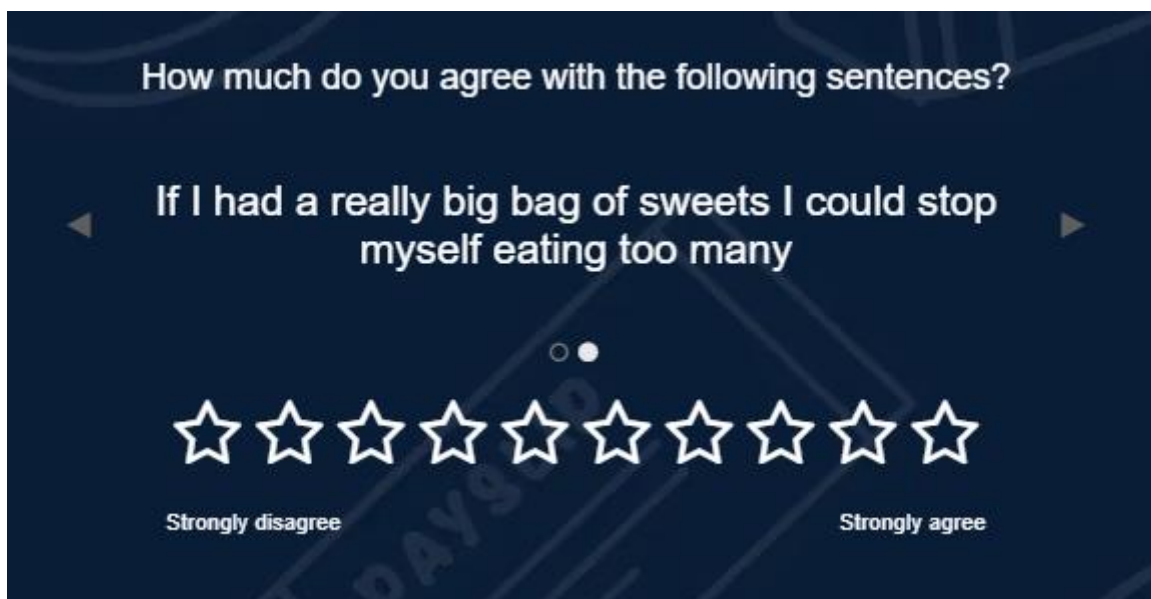 How much do you agree with the following sentences?
If I had a really big bag of sweets I could stop
myself eating too many
Strongly disagree
Strongly agree